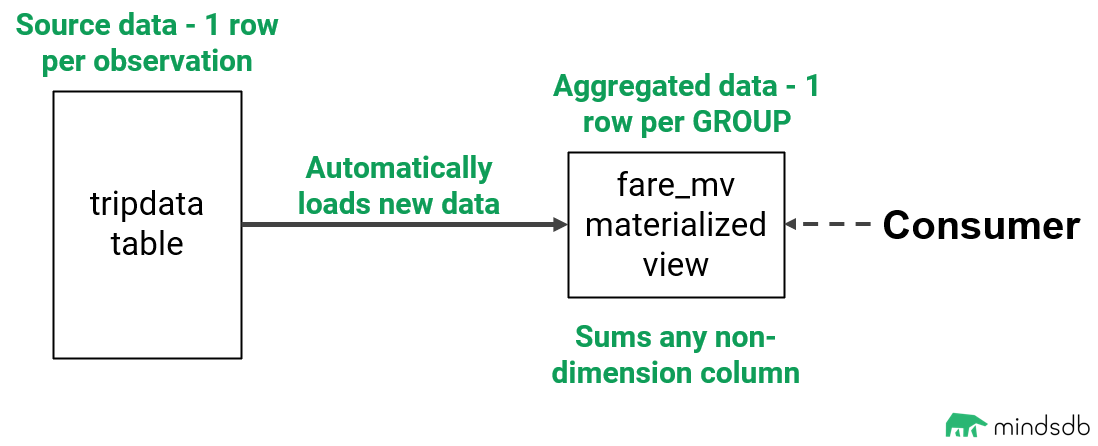 Source data - 1 row
per observation
tripdata
table
Automatically
loads new data
Aggregated data - 1
row per GROUP
fare_mv
materialized
view
Consumer
Sums any non-
dimension column
mindsdb